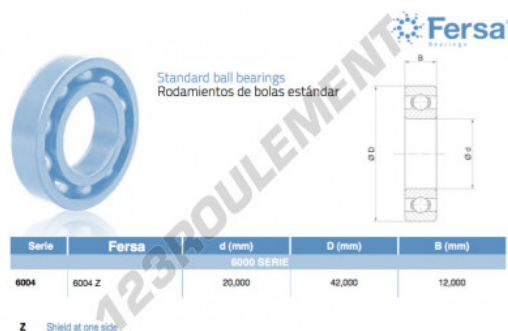 Fersa
Bearings
Standard ball bearings
Rodamientos de bolas estándar
B
Ø D
Ø d
Serie Fersa d (mm) D (mm) B (mm)
6000 SERIE
6004 6004 Z 20,000 42,000 12,000
Z Shield at one side
123ROULEMENT